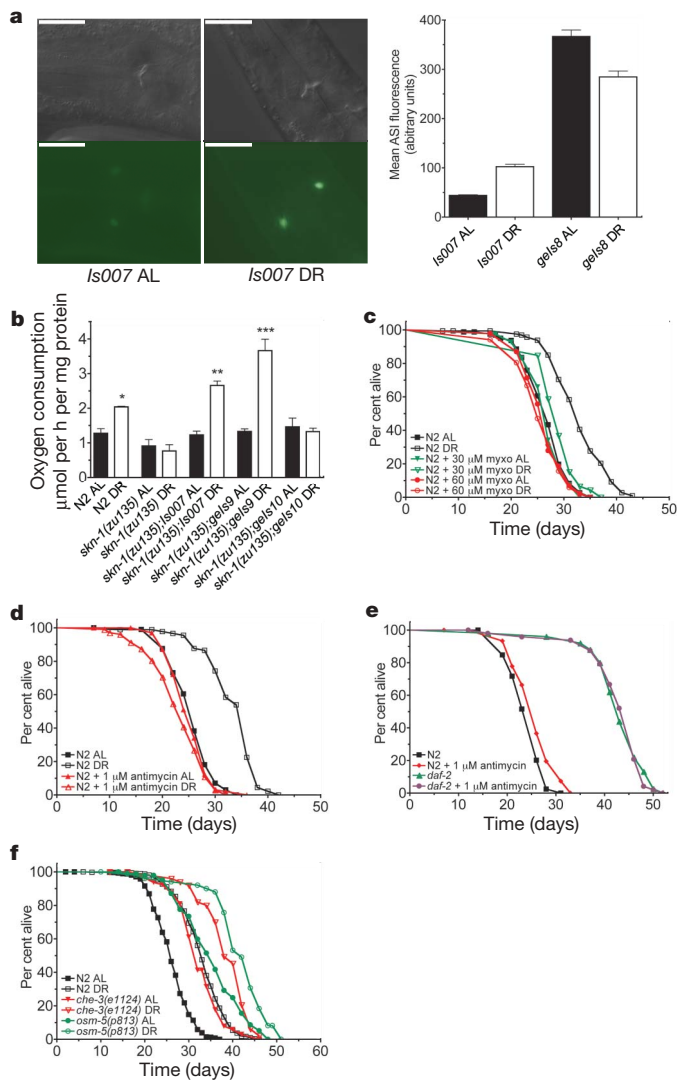 a
Is007 AL
Is007 DR
Mean ASI fluorescence
(abitrary units)
400
300
200
100
0
Is007 AL
Is007 DR
geIs8 AL
geIs8 DR
b
Oxygen consumption
μmol per h per mg protein
5
4
3
2
1
0
*
**
***
N2 AL
N2 DR
skn-1(zu135) AL
skn-1(zu135) DR
skn-1(zu135);Is007 AL
skn-1(zu135);Is007 DR
skn-1(zu135);geIs9 AL
skn-1(zu135);geIs9 DR
skn-1(zu135);geIs10 AL
skn-1(zu135);geIs10 DR
c
Per cent alive
100
80
60
40
20
0
N2 AL
N2 DR
N2 + 30 μM myxo AL
N2 + 30 μM myxo DR
N2 + 60 μM myxo AL
N2 + 60 μM myxo DR
0 10 20 30 40 50
Time (days)
d
Per cent alive
100
80
60
40
20
0
N2 AL
N2 DR
N2 + 1 μM antimycin AL
N2 + 1 μM antimycin DR
0 10 20 30 40 50
Time (days)
e
Per cent alive
100
80
60
40
20
0
N2
N2 + 1 μM antimycin
daf-2
daf-2 + 1 μM antimycin
0 10 20 30 40 50
Time (days)
f
Per cent alive
100
80
60
40
20
0
N2 AL
N2 DR
che-3(e1124) AL
che-3(e1124) DR
osm-5(p813) AL
osm-5(p813) DR
0 10 20 30 40 50 60
Time (days)